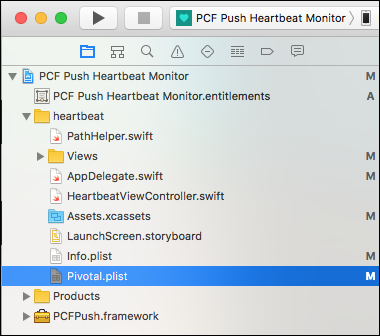 PCF Push Heartbeat Monitor
PCF Push Heartbeat Monitor M
PCF Push Heartbeat Monitor.entitlements A
heartbeat
PathHelper.swift
Views M
AppDelegate.swift M
HeartbeatViewController.swift
Assets.xcassets M
LaunchScreen.storyboard
Info.plist M
Pivotal.plist M
Products
PCFPush.framework